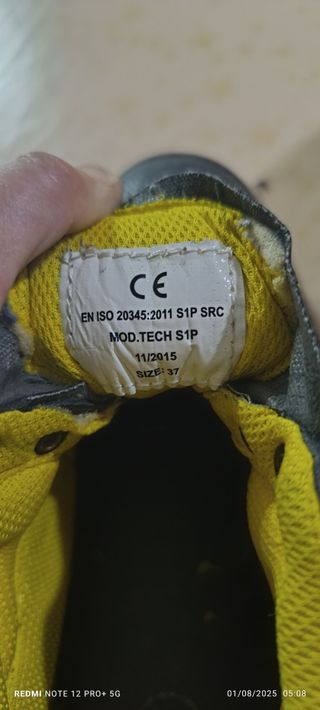 CE
EN ISO 20345:2011 S1P SRC
MOD.TECH S1P
11/2015
SIZE: 37
REDMI NOTE 12 PRO+ 5G
01/08/2025 05:08